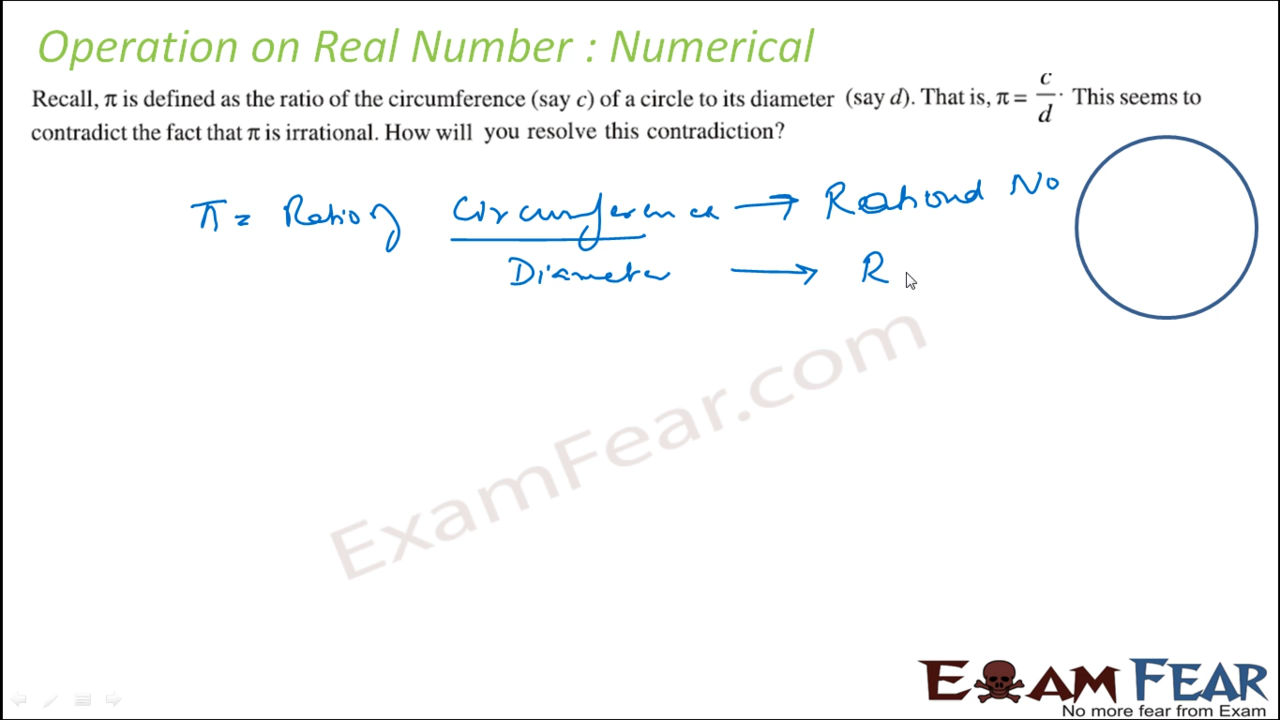 Operation on Real Number : Numerical
Recall, π is defined as the ratio of the circumference (say c) of a circle to its diameter (say d). That is, π = c/d. This seems to
contradict the fact that π is irrational. How will you resolve this contradiction?
π = Ratio of Circumference → Rational No
Diameter → R
ExamFear.com
EXAM FEAR
No more fear from Exam